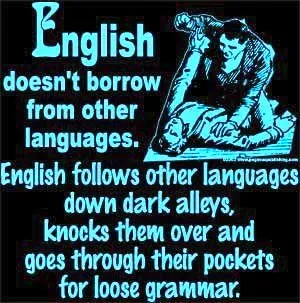 English
doesn't borrow
from other
languages.
English follows other languages
down dark alleys,
knocks them over and
goes through their pockets
for loose grammar.